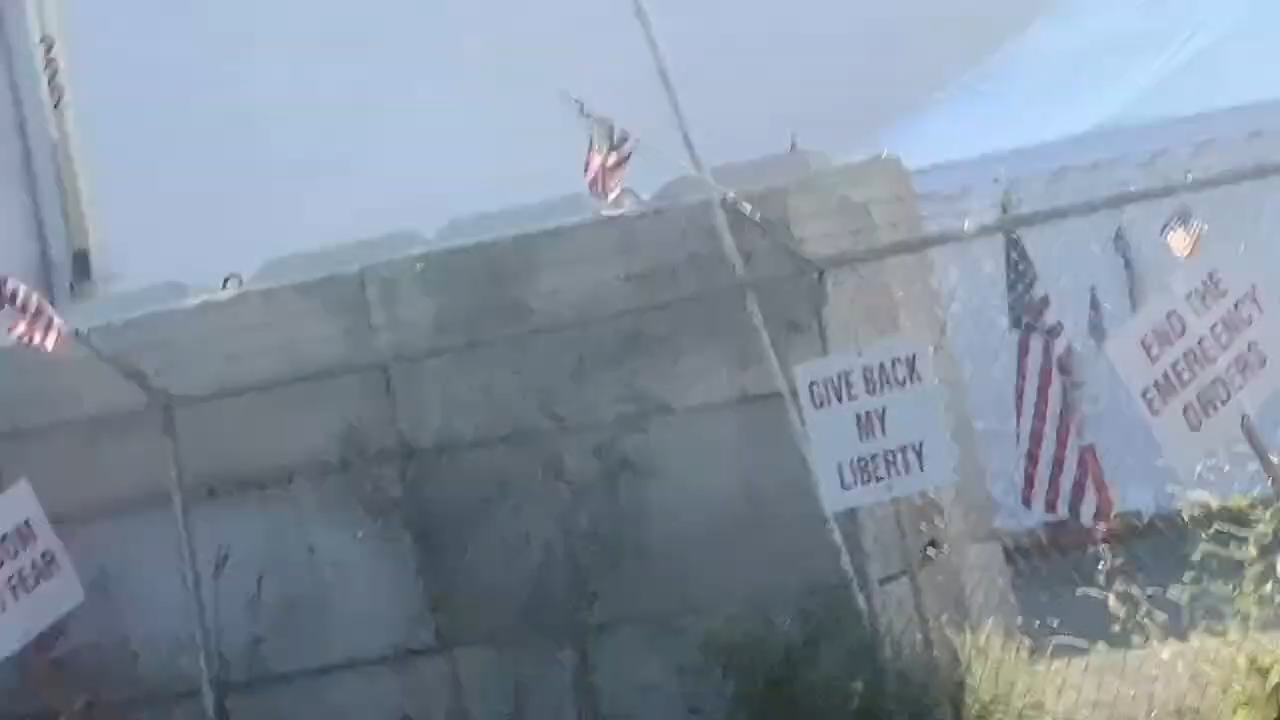 GIVE BACK
MY
LIBERTY
END THE
EMERGENCY
ORDERS
FEAR